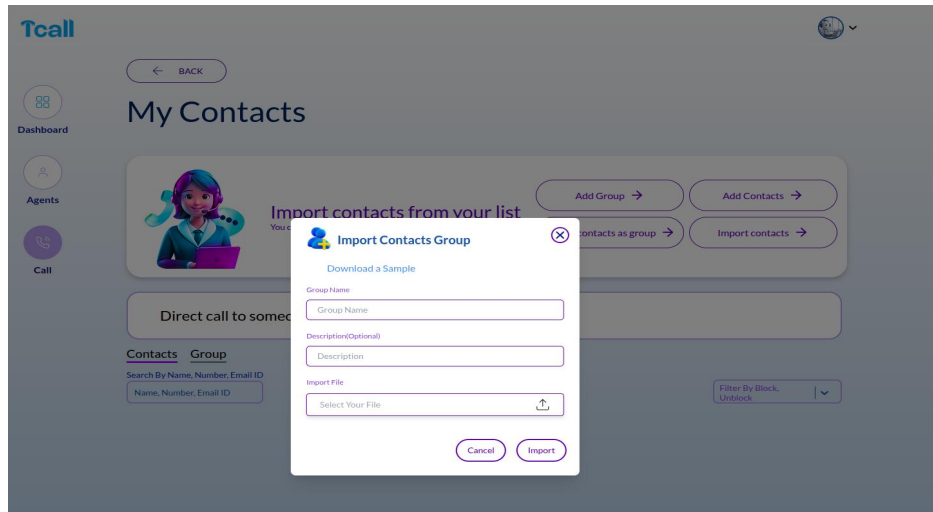 Tcall
BACK
My Contacts
Dashboard
Agents
Call
Import contacts from your list
You c
Add Group →
Add Contacts →
contacts as group →
Import contacts →
Import Contacts Group
Download a Sample
Group Name
Group Name
Description(Optional)
Description
Import File
Select Your File
Cancel
Import
Direct call to someo
Contacts Group
Search By Name, Number, Email ID
Name, Number, Email ID
Filter By Block,
Unblock